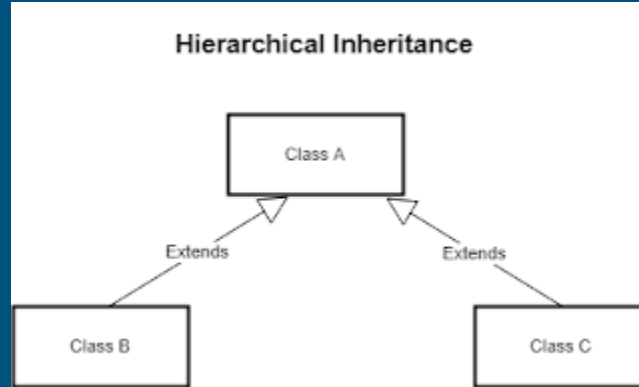 Hierarchical Inheritance
Class A
Extends
Extends
Class B
Class C